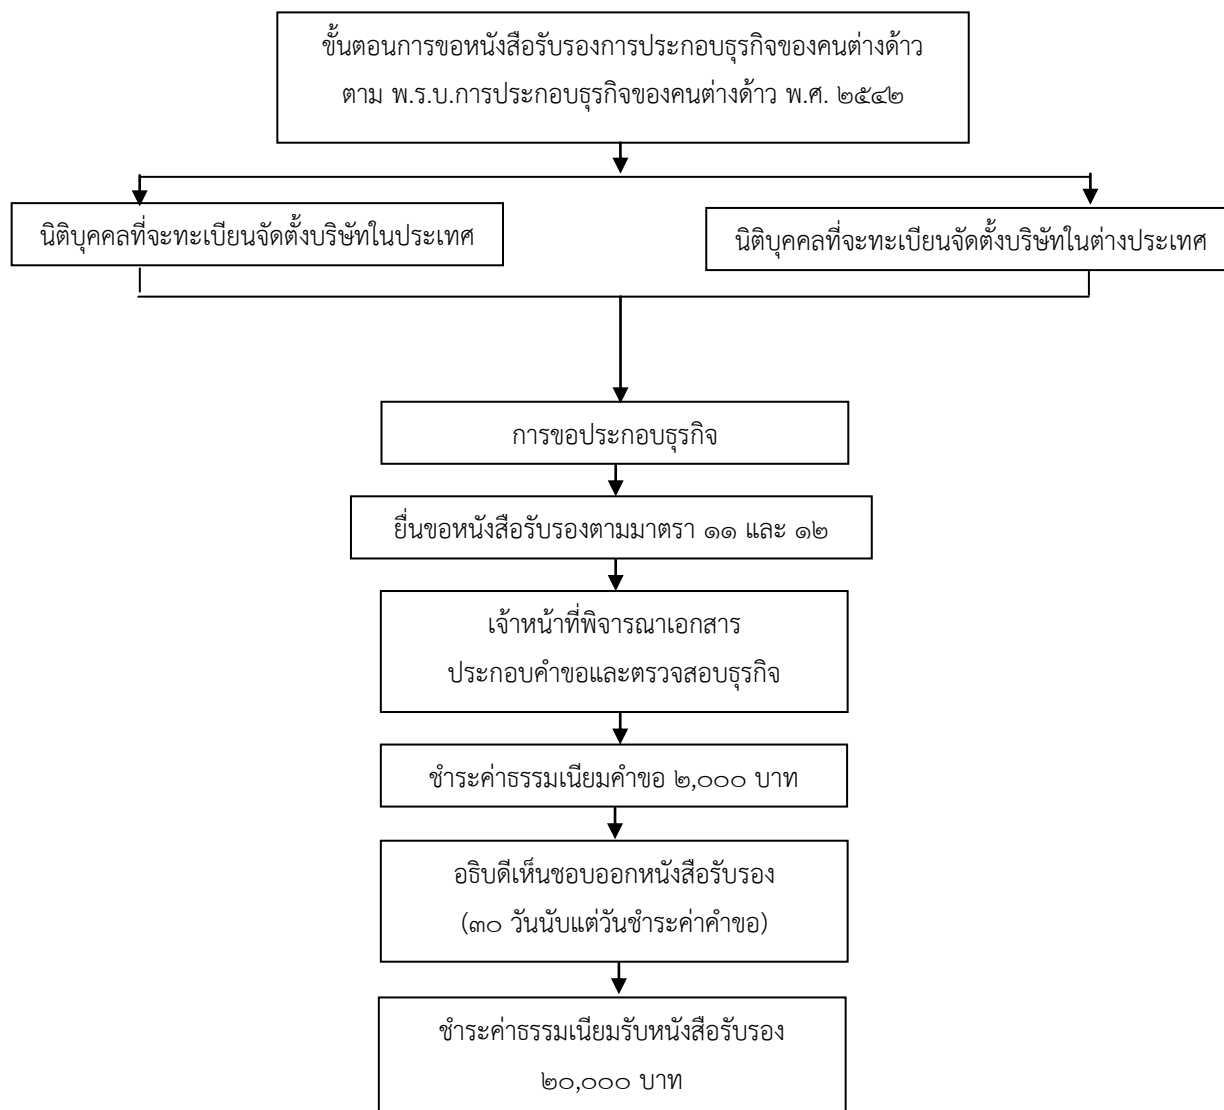 ขั้นตอนการขอหนังสือรับรองการประกอบธุรกิจของคนต่างด้าว
ตาม พ.ร.บ.การประกอบธุรกิจของคนต่างด้าว พ.ศ. ๒๕๔๒
นิติบุคคลที่จะทะเบียนจัดตั้งบริษัทในประเทศ
นิติบุคคลที่จะทะเบียนจัดตั้งบริษัทในต่างประเทศ
การขอประกอบธุรกิจ
ยื่นขอหนังสือรับรองตามมาตรา ๑๑ และ ๑๒
เจ้าหน้าที่พิจารณาเอกสาร
ประกอบคำขอและตรวจสอบธุรกิจ
ชำระค่าธรรมเนียมคำขอ ๒,๐๐๐ บาท
อธิบดีเห็นชอบออกหนังสือรับรอง
(๓๐ วันนับแต่วันชำระค่าคำขอ)
ชำระค่าธรรมเนียมรับหนังสือรับรอง
๒๐,๐๐๐ บาท